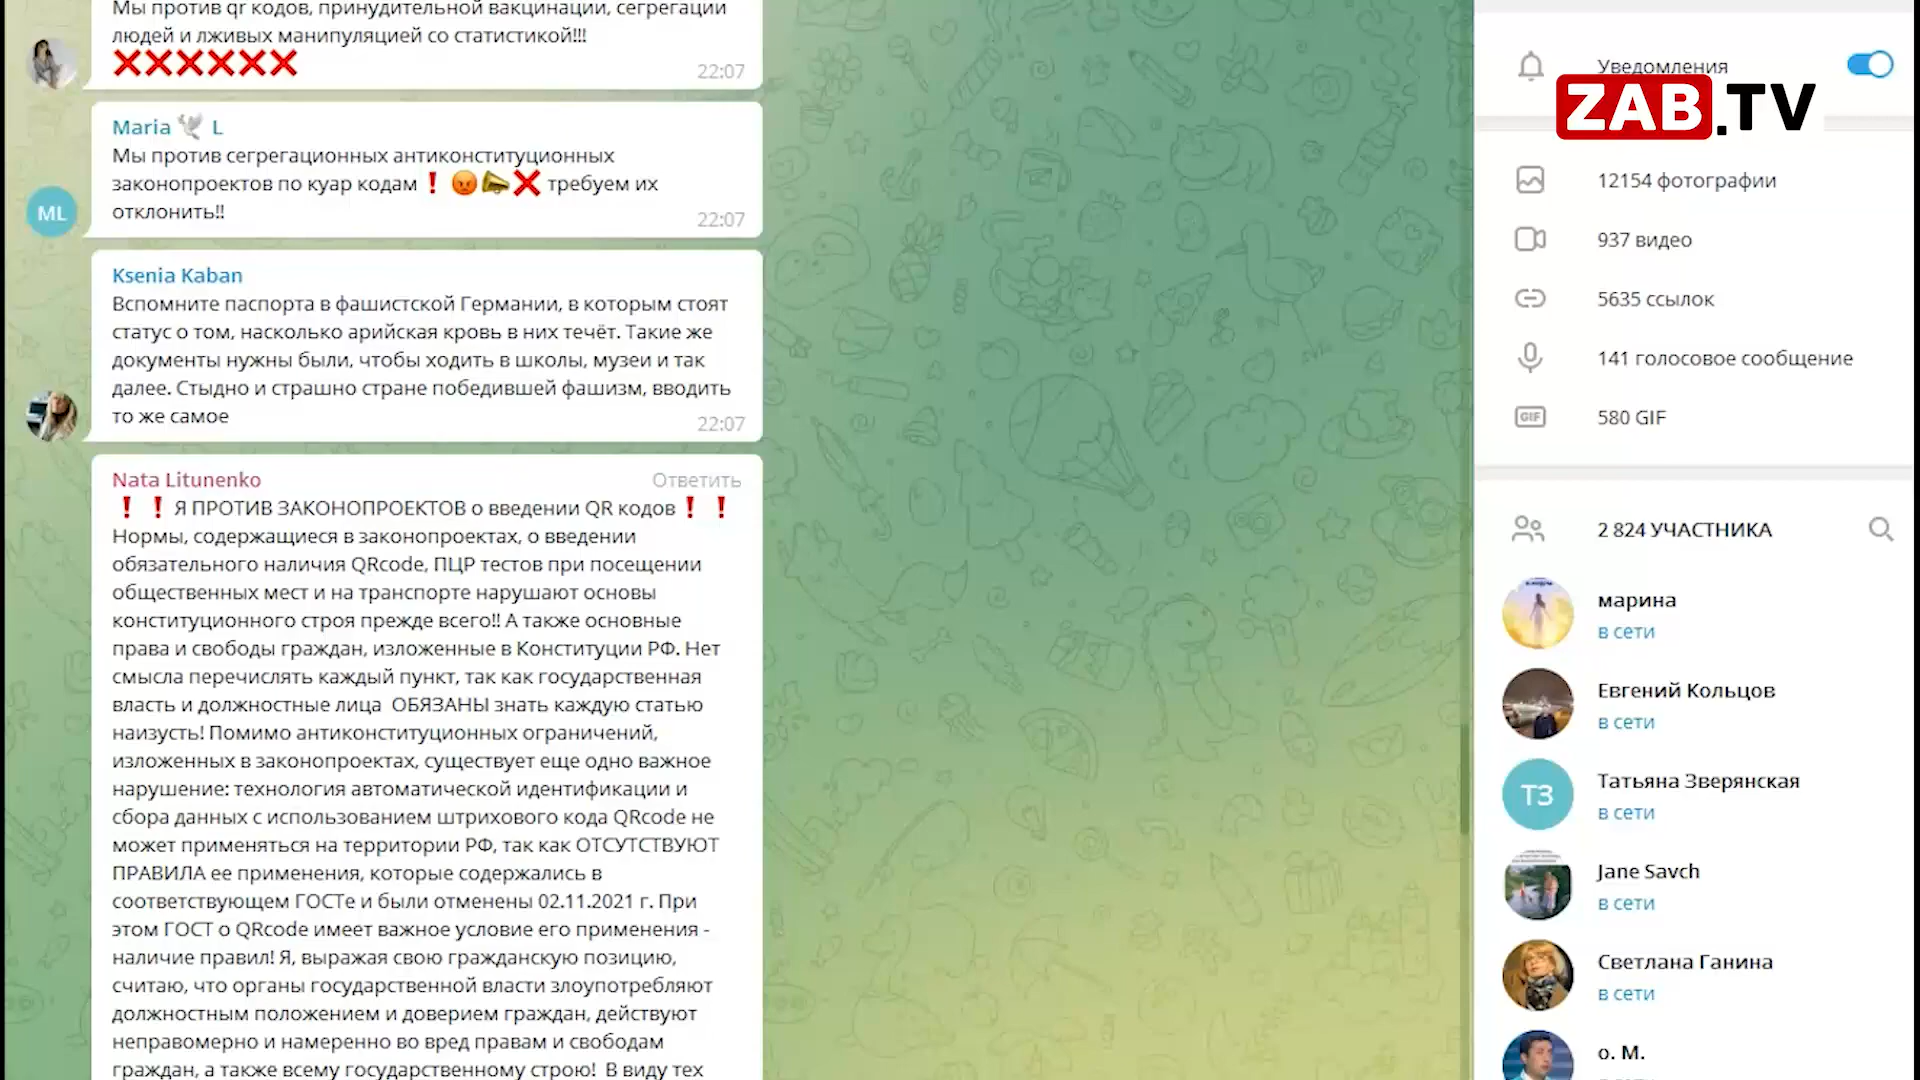 Мы против qr кодов, принудительной вакцинации, сегрегации
людей и лживых манипуляцией со статистикой!!!
❌❌❌❌❌❌
22:07
Maria 🕊 L
Мы против сегрегационных антиконституционных
законопроектов по куар кодам❗😡📣❌ требуем их
отклонить!!
22:07
ML
Ksenia Kaban
Вспомните паспорта в фашистской Германии, в которым стоят
статус о том, насколько арийская кровь в них течёт. Такие же
документы нужны были, чтобы ходить в школы, музеи и так
далее. Стыдно и страшно стране победившей фашизм, вводить
то же самое
22:07
Nata Litunenko
Ответить
❗❗Я ПРОТИВ ЗАКОНОПРОЕКТОВ о введении QR кодов❗❗
Нормы, содержащиеся в законопроектах, о введении
обязательного наличия QRcode, ПЦР тестов при посещении
общественных мест и на транспорте нарушают основы
конституционного строя прежде всего!! А также основные
права и свободы граждан, изложенные в Конституции РФ. Нет
смысла перечислять каждый пункт, так как государственная
власть и должностные лица ОБЯЗАНЫ знать каждую статью
наизусть! Помимо антиконституционных ограничений,
изложенных в законопроектах, существует еще одно важное
нарушение: технология автоматической идентификации и
сбора данных с использованием штрихового кода QRcode не
может применяться на территории РФ, так как ОТСУТСТВУЮТ
ПРАВИЛА ее применения, которые содержались в
соответствующем ГОСТе и были отменены 02.11.2021 г. При
этом ГОСТ о QRcode имеет важное условие его применения -
наличие правил! Я, выражая свою гражданскую позицию,
считаю, что органы государственной власти злоупотребляют
должностным положением и доверием граждан, действуют
неправомерно и намеренно во вред правам и свободам
граждан, а также всему государственному строю! В виду тех
Уведомления
ZAB.TV
12154 фотографии
937 видео
5635 ссылок
141 голосовое сообщение
GIF
580 GIF
2 824 УЧАСТНИКА
марина
в сети
Евгений Кольцов
в сети
ТЗ
Татьяна Зверянская
в сети
Jane Savch
в сети
Светлана Ганина
в сети
о. М.